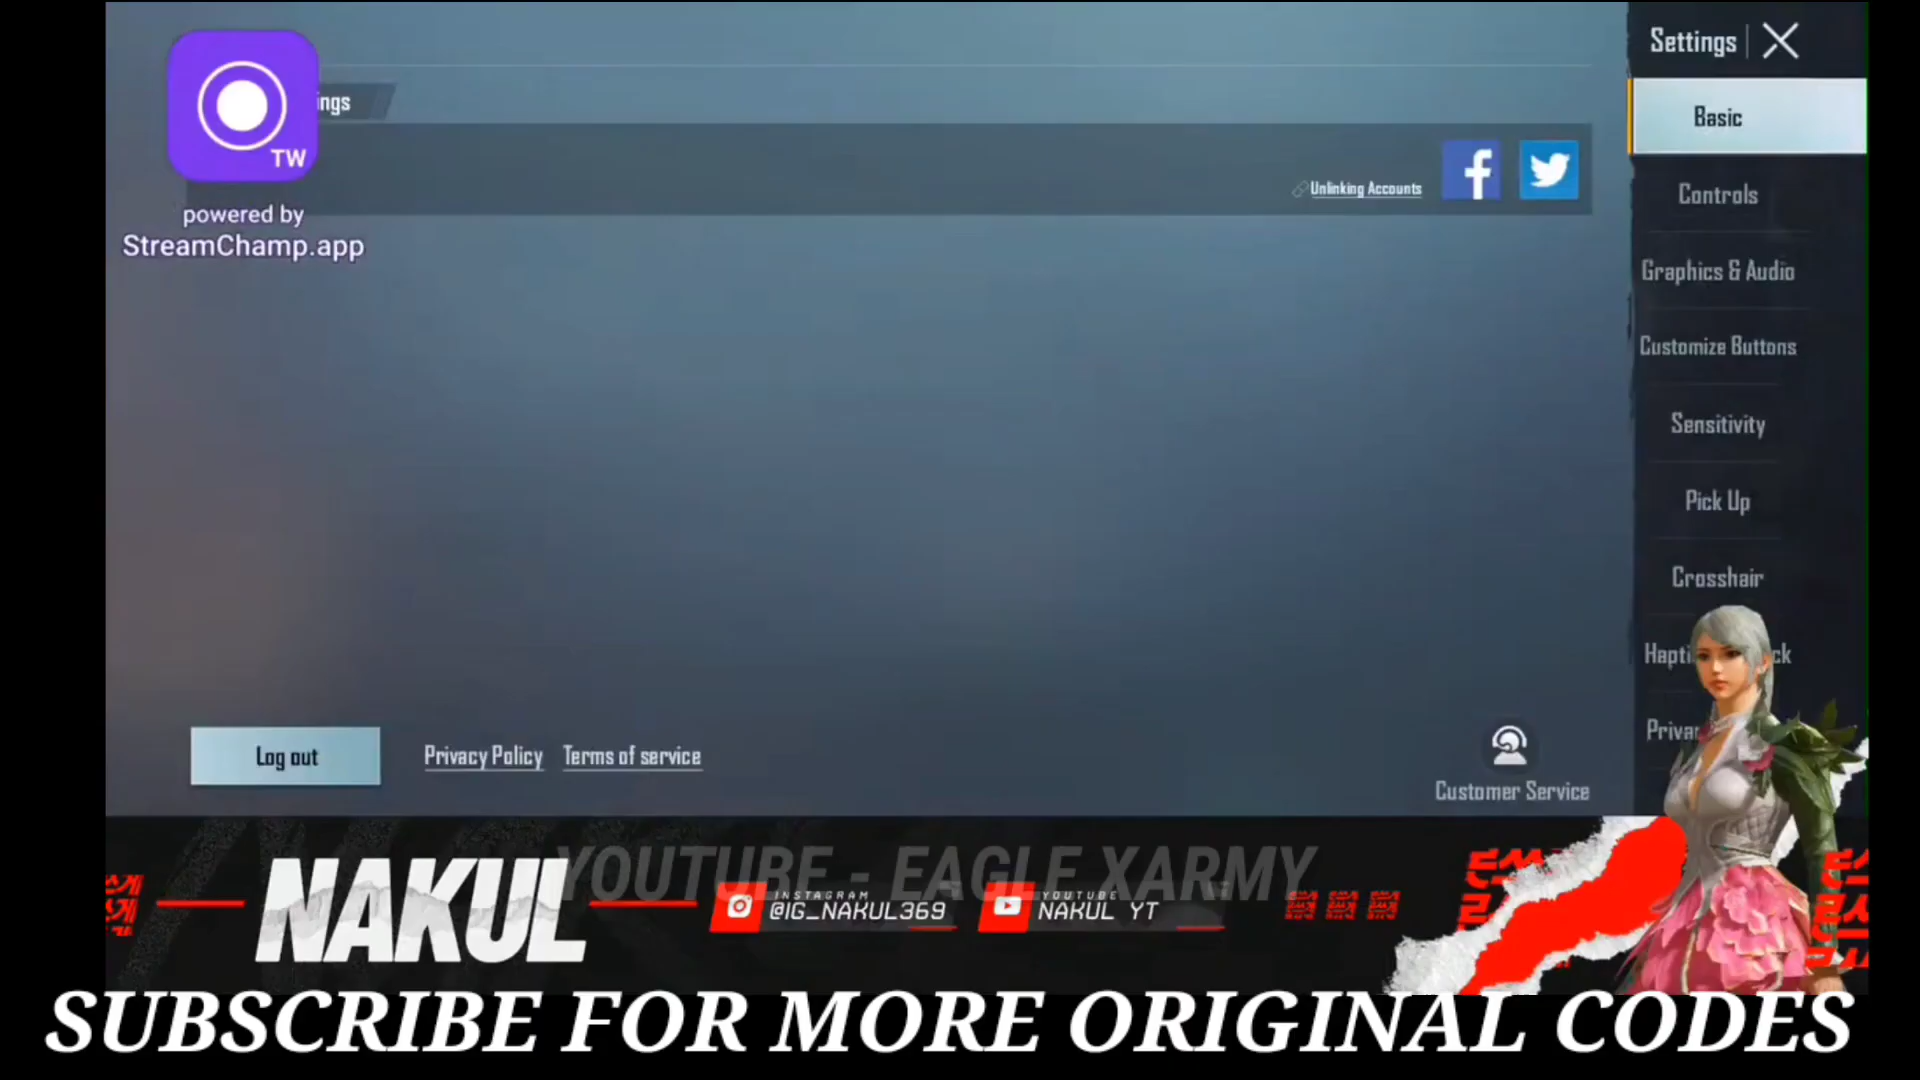 Settings
ings
TW
powered by
StreamChamp.app
Unlinking Accounts
Basic
Controls
Graphics & Audio
Customize Buttons
Sensitivity
Pick Up
Crosshair
Log out
Privacy Policy
Terms of service
Customer Service
YOUTUBE - EAGLE XARMY
NAKUL
INSTAGRAM
@IG_NAKUL369
YOUTUBE
NAKUL YT
SUBSCRIBE FOR MORE ORIGINAL CODES